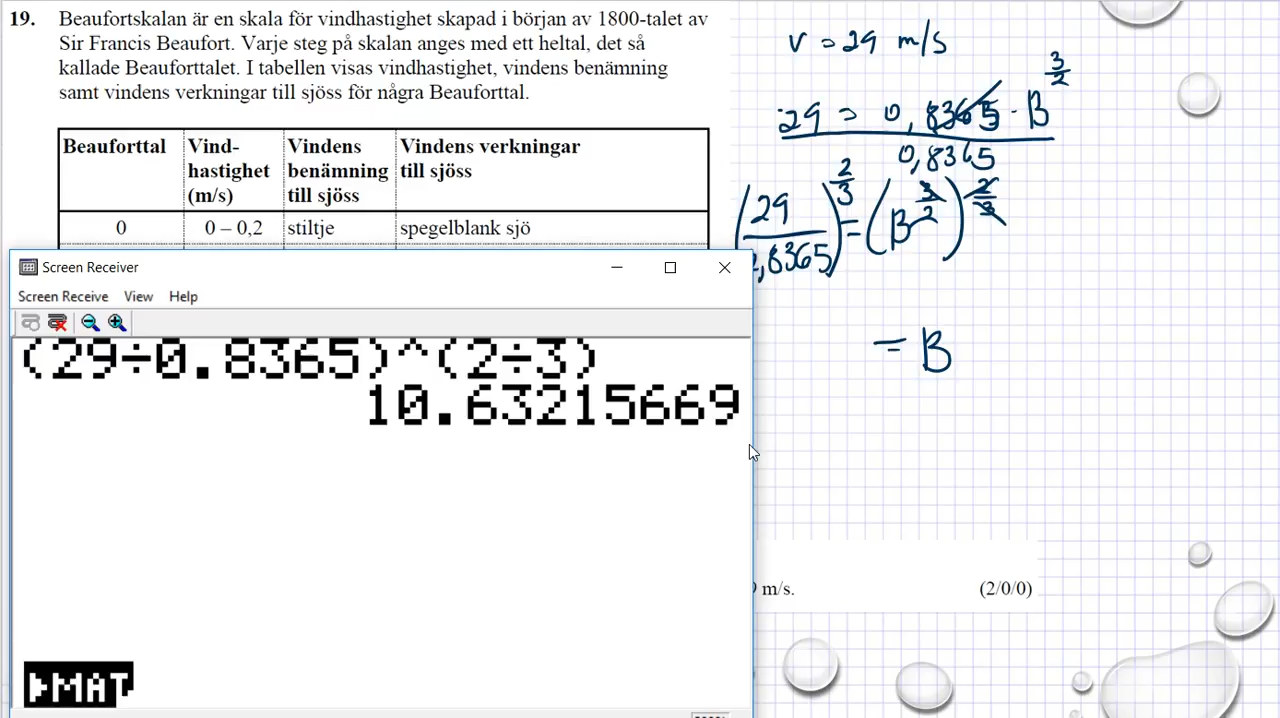 19. Beaufortskalan är en skala för vindhastighet skapad i början av 1800-talet av
Sir Francis Beaufort. Varje steg på skalan anges med ett heltal, det så
kallade Beauforttalet. I tabellen visas vindhastighet, vindens benämning
samt vindens verkningar till sjöss för några Beauforttal.
Beauforttal Vind-hastighet (m/s) Vindens benämning till sjöss Vindens verkningar till sjöss
0 0 – 0,2 stiltje spegelblank sjö
Screen Receiver
Screen Receive View Help
(29÷0.8365)^(2÷3)
10.63215669
▶MAT
v = 29 m/s
29 = 0,8365 · B^(3/2)
0,8365
(29/0,8365)^(2/3) = (B^(3/2))^(2/3)
= B
m/s. (2/0/0)